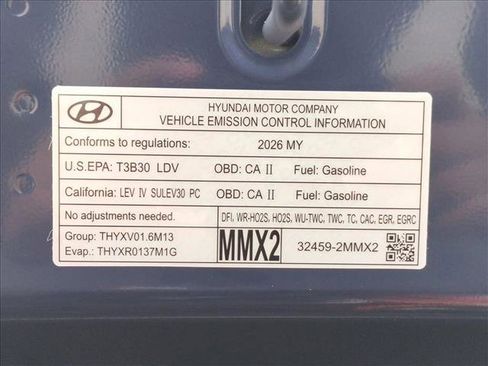 HYUNDAI MOTOR COMPANY
VEHICLE EMISSION CONTROL INFORMATION
Conforms to regulations: 2026 MY
U.S.EPA: T3B30 LDV OBD: CA II Fuel: Gasoline
California: LEV IV SULEV30 PC OBD: CA II Fuel: Gasoline
No adjustments needed. DFI, WR-HO2S, HO2S, WU-TWC, TWC, TC, CAC, EGR, EGRC
Group: THYXV01.6M13
Evap.: THYXR0137M1G
MMX2
32459-2MMX2